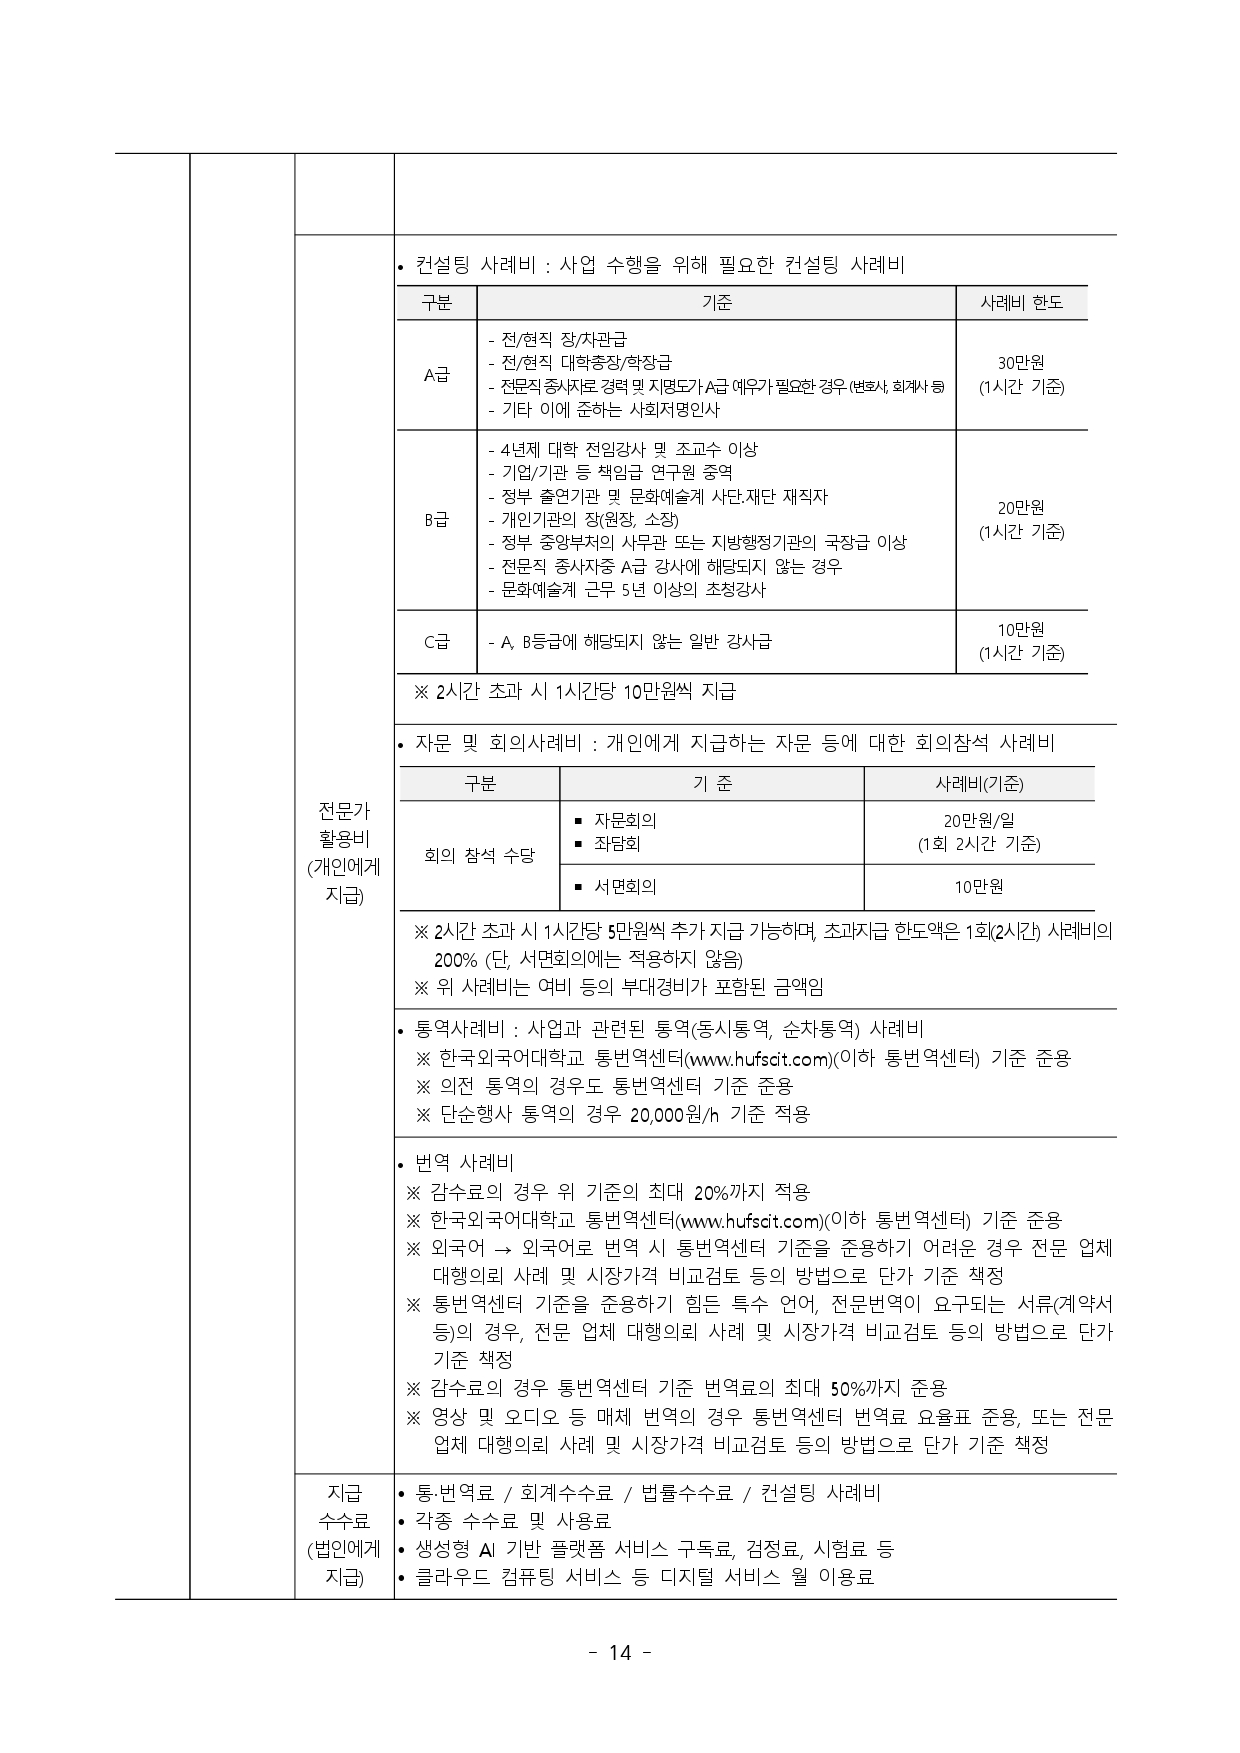 • 컨설팅 사례비 : 사업 수행을 위해 필요한 컨설팅 사례비
구분 기준 사례비 한도
A급
- 전/현직 장/차관급
- 전/현직 대학총장/학장급
- 전문직 종사자로 경력 및 지명도가 A급 예우가 필요한 경우 (변호사, 회계사 등)
- 기타 이에 준하는 사회저명인사
30만원
(1시간 기준)
B급
- 4년제 대학 전임강사 및 조교수 이상
- 기업/기관 등 책임급 연구원 중역
- 정부 출연기관 및 문화예술계 사단.재단 재직자
- 개인기관의 장(원장, 소장)
- 정부 중앙부처의 사무관 또는 지방행정기관의 국장급 이상
- 전문직 종사자중 A급 강사에 해당되지 않는 경우
- 문화예술계 근무 5년 이상의 초청강사
20만원
(1시간 기준)
C급
- A, B등급에 해당되지 않는 일반 강사급
10만원
(1시간 기준)
※ 2시간 초과 시 1시간당 10만원씩 지급
전문가
활용비
(개인에게
지급)
• 자문 및 회의사례비 : 개인에게 지급하는 자문 등에 대한 회의참석 사례비
구분 기 준 사례비(기준)
회의 참석 수당
▪ 자문회의
▪ 좌담회
20만원/일
(1회 2시간 기준)
▪ 서면회의
10만원
※ 2시간 초과 시 1시간당 5만원씩 추가 지급 가능하며, 초과지급 한도액은 1회(2시간) 사례비의
200% (단, 서면회의에는 적용하지 않음)
※ 위 사례비는 여비 등의 부대경비가 포함된 금액임
• 통역사례비 : 사업과 관련된 통역(동시통역, 순차통역) 사례비
※ 한국외국어대학교 통번역센터(www.hufscit.com)(이하 통번역센터) 기준 준용
※ 의전 통역의 경우도 통번역센터 기준 준용
※ 단순행사 통역의 경우 20,000원/h 기준 적용
• 번역 사례비
※ 감수료의 경우 위 기준의 최대 20%까지 적용
※ 한국외국어대학교 통번역센터(www.hufscit.com)(이하 통번역센터) 기준 준용
※ 외국어 → 외국어로 번역 시 통번역센터 기준을 준용하기 어려운 경우 전문 업체
대행의뢰 사례 및 시장가격 비교검토 등의 방법으로 단가 기준 책정
※ 통번역센터 기준을 준용하기 힘든 특수 언어, 전문번역이 요구되는 서류(계약서
등)의 경우, 전문 업체 대행의뢰 사례 및 시장가격 비교검토 등의 방법으로 단가
기준 책정
※ 감수료의 경우 통번역센터 기준 번역료의 최대 50%까지 준용
※ 영상 및 오디오 등 매체 번역의 경우 통번역센터 번역료 요율표 준용, 또는 전문
업체 대행의뢰 사례 및 시장가격 비교검토 등의 방법으로 단가 기준 책정
지급
수수료
(법인에게
지급)
• 통·번역료 / 회계수수료 / 법률수수료 / 컨설팅 사례비
• 각종 수수료 및 사용료
• 생성형 AI 기반 플랫폼 서비스 구독료, 검정료, 시험료 등
• 클라우드 컴퓨팅 서비스 등 디지털 서비스 월 이용료
- 14 -